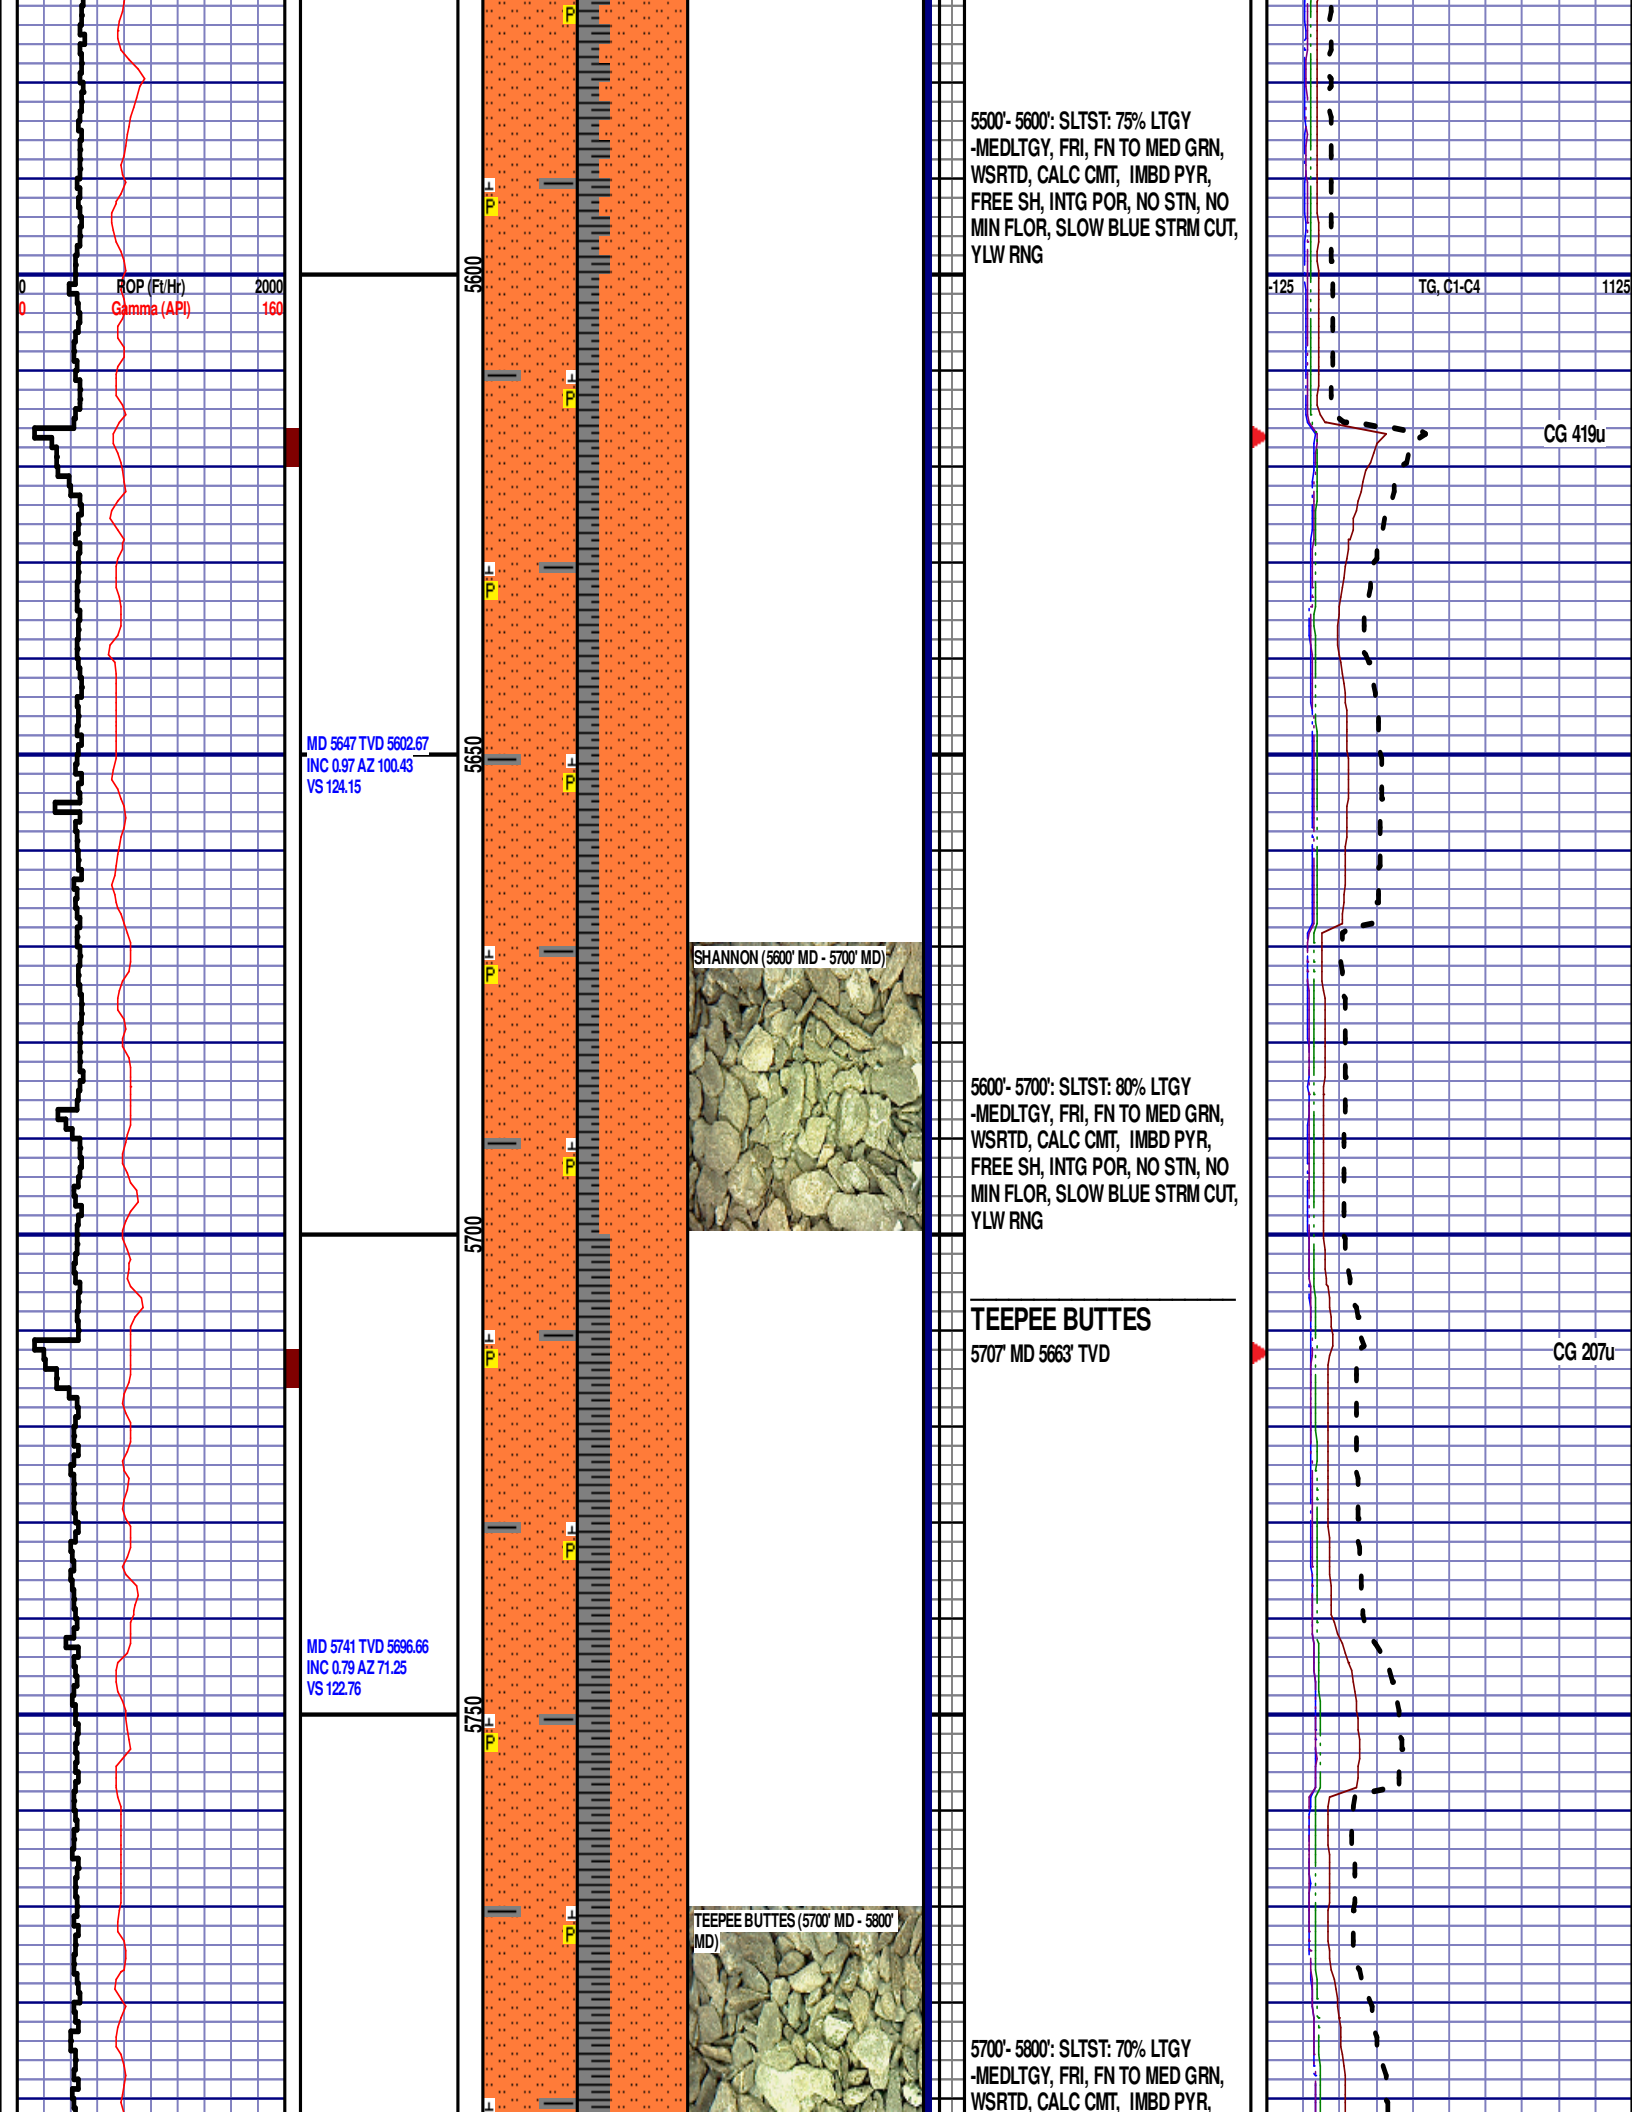 P
5500'- 5600': SLTST: 75% LTGY
-MEDLTGY, FRI, FN TO MED GRN,
WSRTD, CALC CMT, IMBD PYR,
FREE SH, INTG POR, NO STN, NO
MIN FLOR, SLOW BLUE STRM CUT,
YLW RNG
P
5600
0 ROP (Ft/Hr) 2000
0 Gamma (API) 160
-125 TG, C1-C4 1125
P
CG 419u
P
MD 5647 TVD 5602.67
INC 0.97 AZ 100.43
VS 124.15
5650
P
SHANNON (5600' MD - 5700' MD)
P
5600'- 5700': SLTST: 80% LTGY
-MEDLTGY, FRI, FN TO MED GRN,
WSRTD, CALC CMT, IMBD PYR,
FREE SH, INTG POR, NO STN, NO
MIN FLOR, SLOW BLUE STRM CUT,
YLW RNG
P
5700
TEEPEE BUTTES
5707' MD 5663' TVD
CG 207u
P
P
MD 5741 TVD 5696.66
INC 0.79 AZ 71.25
VS 122.76
5750
P
TEEPEE BUTTES (5700' MD - 5800'
MD)
P
5700'- 5800': SLTST: 70% LTGY
-MEDLTGY, FRI, FN TO MED GRN,
WSRTD, CALC CMT, IMBD PYR,